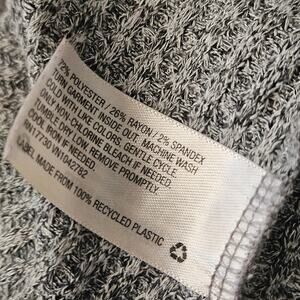 72% POLYESTER / 26% RAYON / 2% SPANDEX
TURN GARMENT INSIDE OUT. MACHINE WASH
COLD WITH LIKE COLORS. GENTLE CYCLE.
ONLY NON-CHLORINE BLEACH IF NEEDED.
TUMBLE DRY LOW. REMOVE PROMPTLY.
COOL IRON IF NEEDED.
RN17730 WN1042782
LABEL MADE FROM 100% RECYCLED PLASTIC